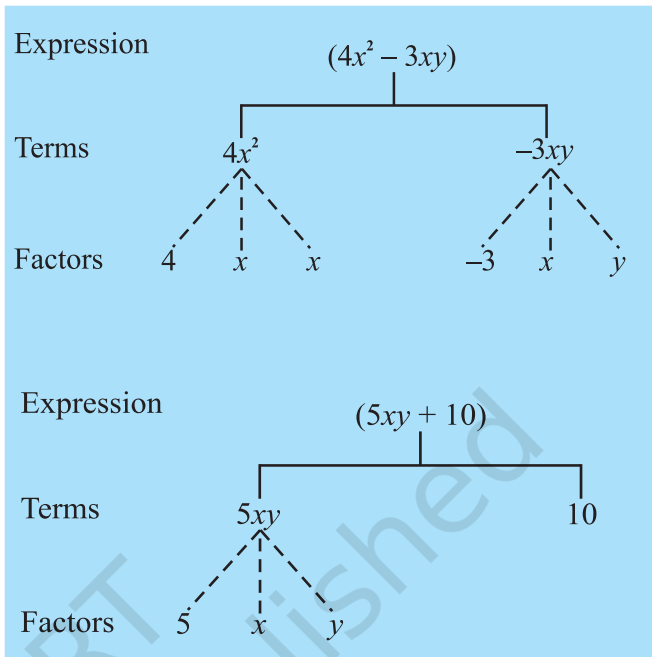 Expression (4x² – 3xy)
Terms 4x² –3xy
Factors 4 x x –3 x y
Expression (5xy + 10)
Terms 5xy 10
Factors 5 x y